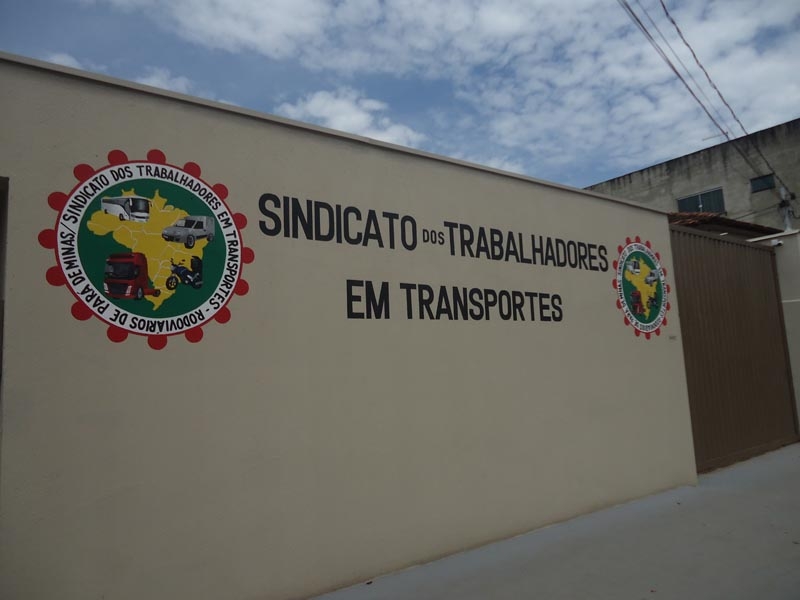 SINDICATO DOS TRABALHADORES EM TRANSPORTES - RODOVIÁRIOS DE PARÁ DE MINAS/
SINDICATO DOS TRABALHADORES
EM TRANSPORTES